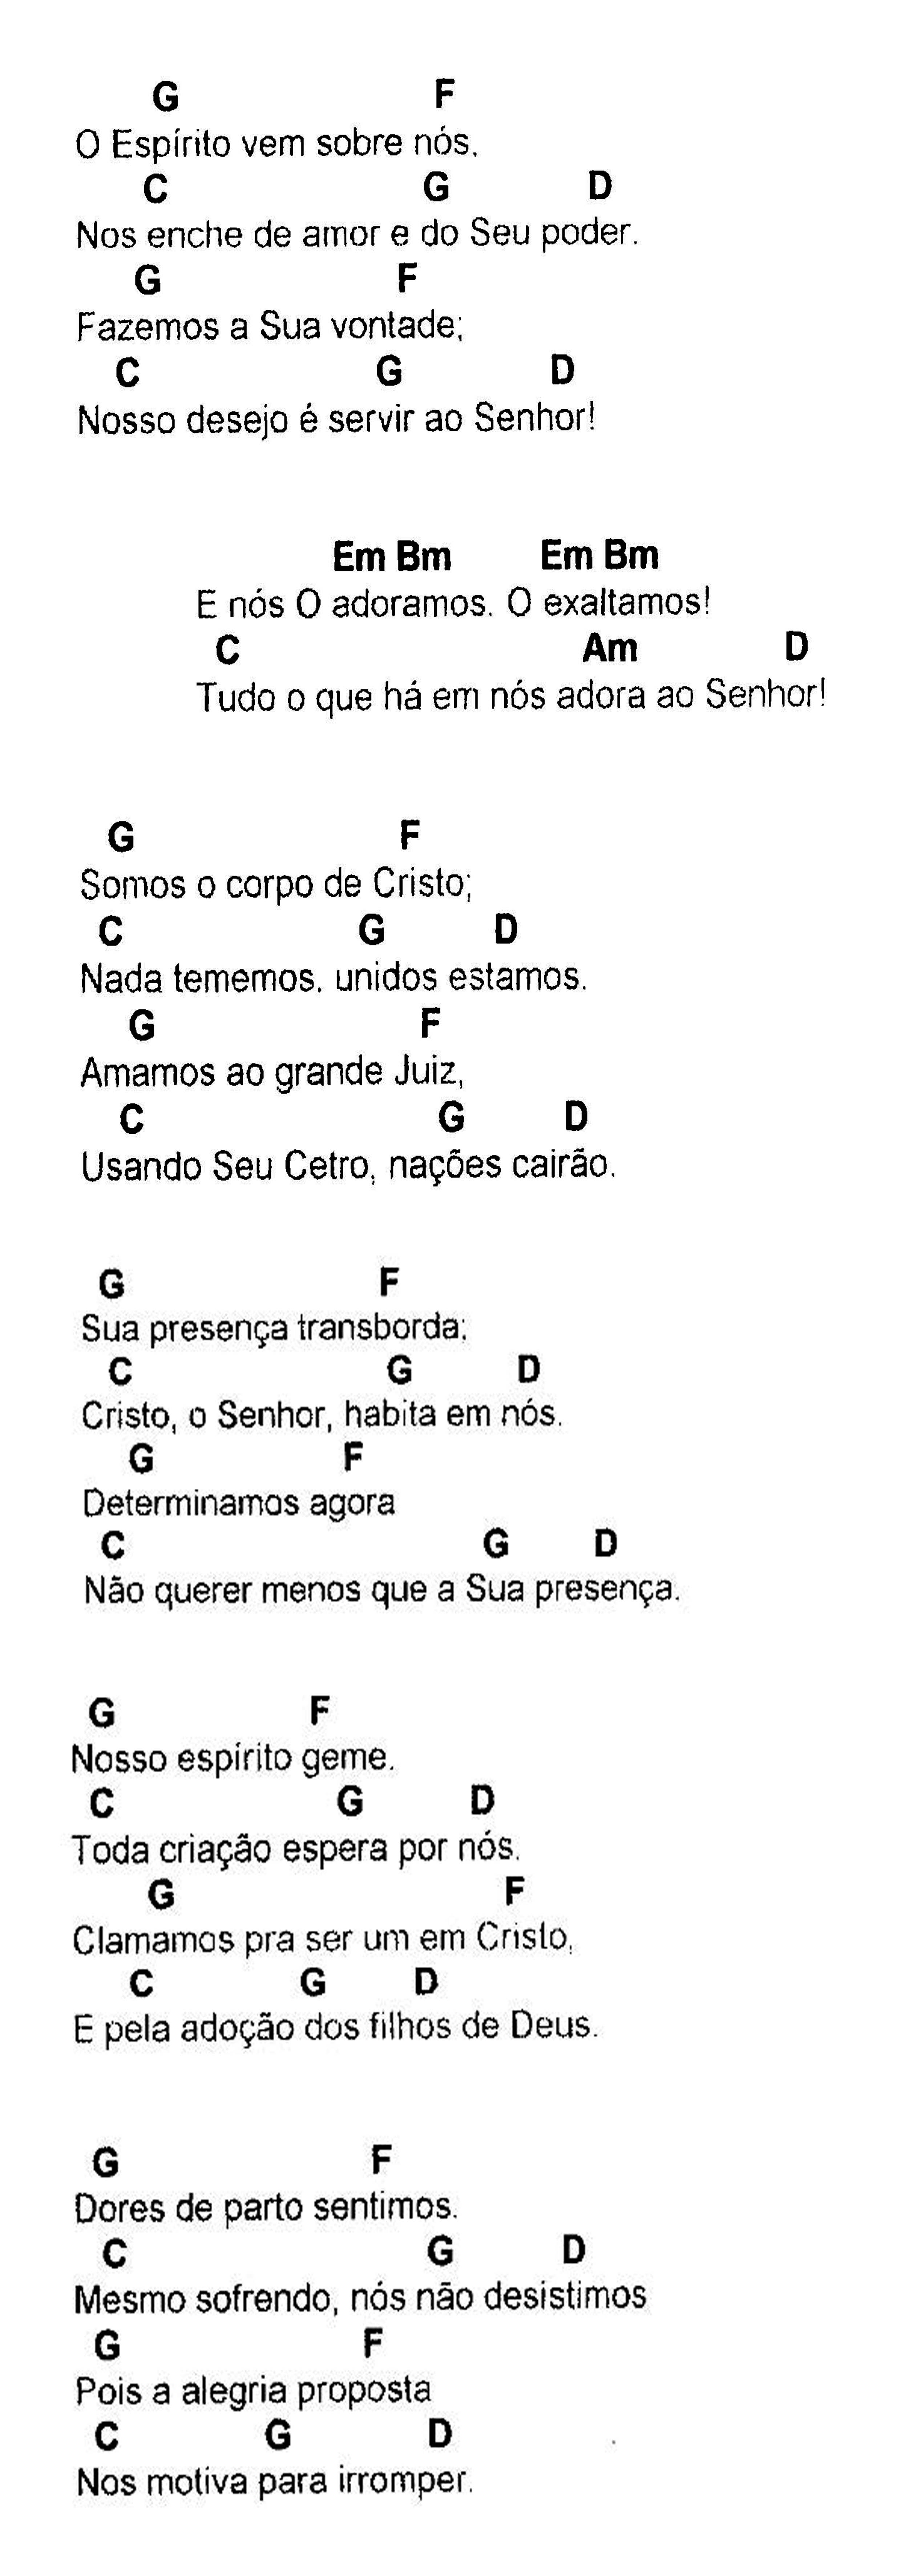 G F
O Espírito vem sobre nós.
C G D
Nos enche de amor e do Seu poder.
G F
Fazemos a Sua vontade;
C G D
Nosso desejo é servir ao Senhor!
Em Bm Em Bm
E nós O adoramos. O exaltamos!
C Am D
Tudo o que há em nós adora ao Senhor!
G F
Somos o corpo de Cristo;
C G D
Nada tememos. unidos estamos.
G F
Amamos ao grande Juiz,
C G D
Usando Seu Cetro, nações cairão.
G F
Sua presença transborda;
C G D
Cristo, o Senhor, habita em nós.
G F
Determinamos agora
C G D
Não querer menos que a Sua presença.
G F
Nosso espírito geme.
C G D
Toda criação espera por nós.
G F
Clamamos pra ser um em Cristo,
C G D
E pela adoção dos filhos de Deus.
G F
Dores de parto sentimos.
C G D
Mesmo sofrendo, nós não desistimos
G F
Pois a alegria proposta
C G D
Nos motiva para irromper.